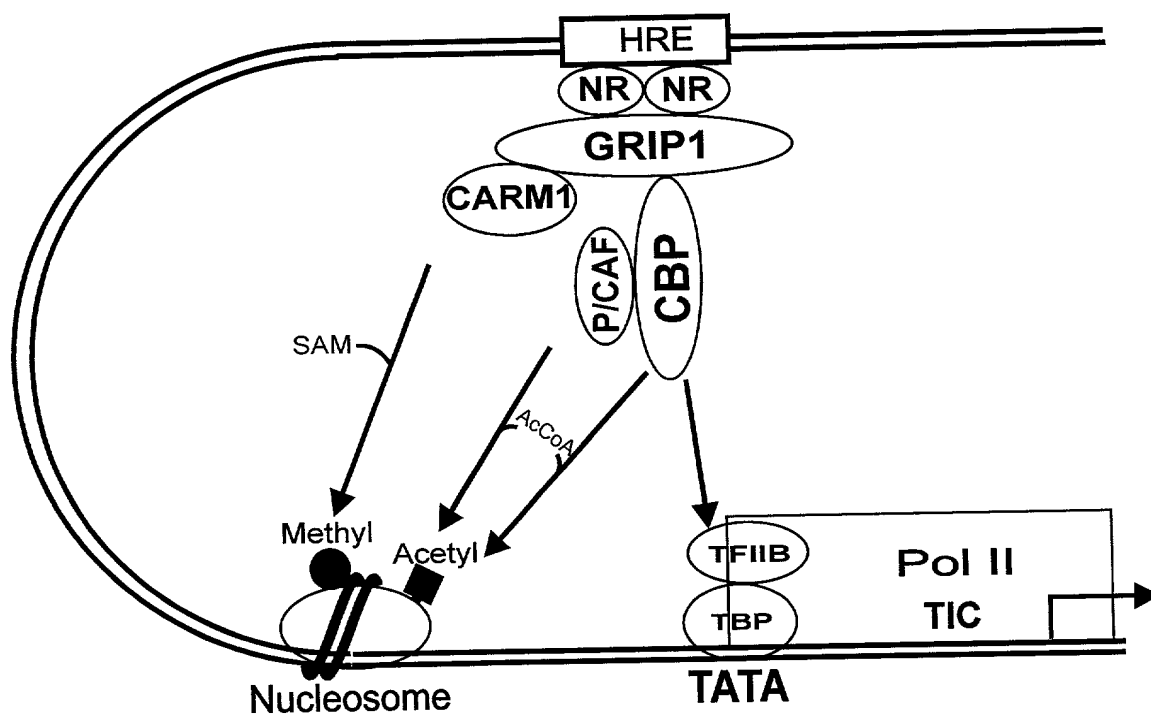 HRE
NR NR
GRIP1
CARM1
P/CAF
CBP
SAM
AcCoA
Methyl
Acetyl
TFIIB
Pol II
TBP
TIC
Nucleosome
TATA